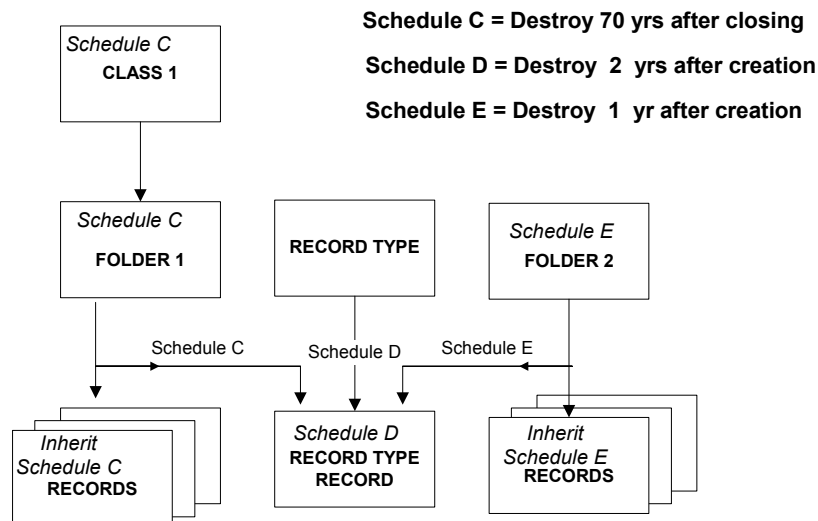 Schedule C = Destroy 70 yrs after closing
Schedule D = Destroy 2 yrs after creation
Schedule E = Destroy 1 yr after creation
Schedule C
CLASS 1
Schedule C
FOLDER 1
RECORD TYPE
Schedule E
FOLDER 2
Schedule C
Schedule D
Schedule E
Inherit
Schedule C
RECORDS
Schedule D
RECORD TYPE
RECORD
Inherit
Schedule E
RECORDS